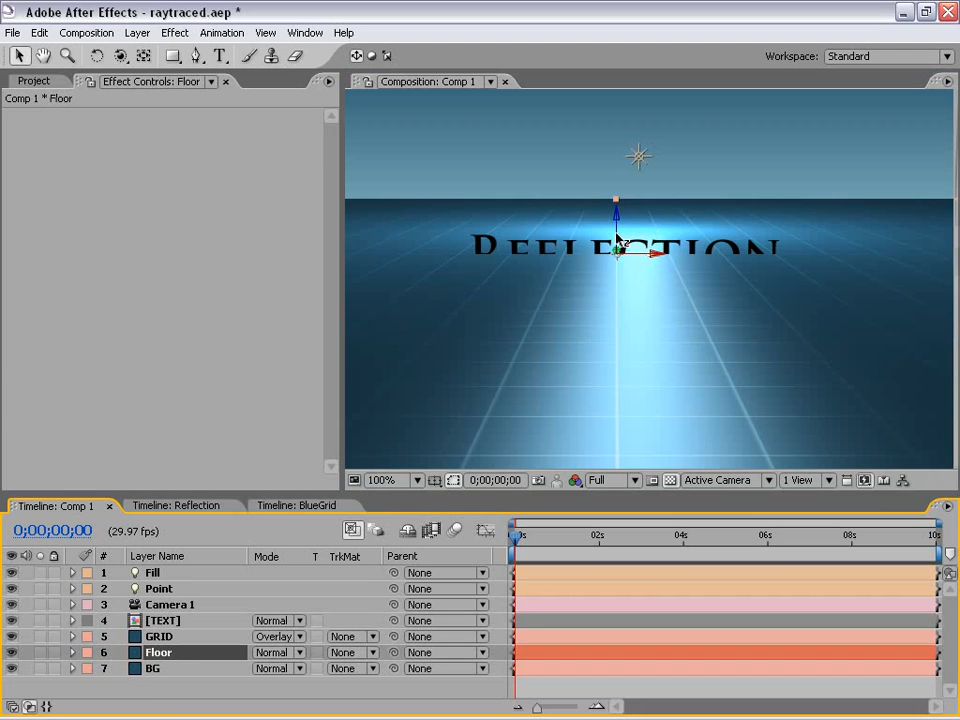 Adobe After Effects - raytraced.aep *
File Edit Composition Layer Effect Animation View Window Help
Workspace: Standard
Project Effect Controls: Floor Composition: Comp 1
Comp 1 * Floor
REFLECTION
100% 0;00;00;00 Full Active Camera 1 View
Timeline: Comp 1 Timeline: Reflection Timeline: BlueGrid
0;00;00;00 (29.97 fps)
02s 04s 06s 08s 10s
# Layer Name Mode T TrkMat Parent
1 Fill None
2 Point None
3 Camera 1 None
4 [TEXT] Normal None
5 GRID Overlay None None
6 Floor Normal None None
7 BG Normal None None